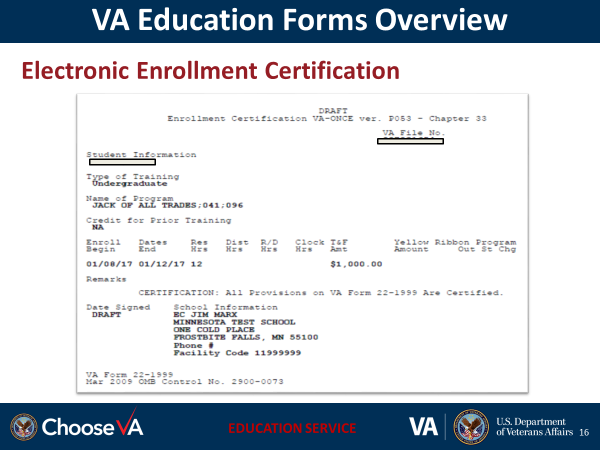 VA Education Forms Overview
Electronic Enrollment Certification
DRAFT
Enrollment Certification VA-ONCE ver. P053 - Chapter 33
VA File No.
Student Information
Type of Training
Undergraduate
Name of Program
JACK OF ALL TRADES;041;096
Credit for Prior Training
NA
Enroll Dates Res Dist R/D Clock T&F Yellow Ribbon Program
Begin End Hrs Hrs Hrs Hrs Amt Amount Out St Chg
01/08/17 01/12/17 12 $1,000.00
Remarks
CERTIFICATION: All Provisions on VA Form 22-1999 Are Certified.
Date Signed School Information
DRAFT EC JIM MARX
MINNESOTA TEST SCHOOL
ONE COLD PLACE
FROSTBITE FALLS, MN 55100
Phone #
Facility Code 11999999
VA Form 22-1999
Mar 2009 OMB Control No. 2900-0073
Choose VA
EDUCATION SERVICE
VA
U.S. Department
of Veterans Affairs
16